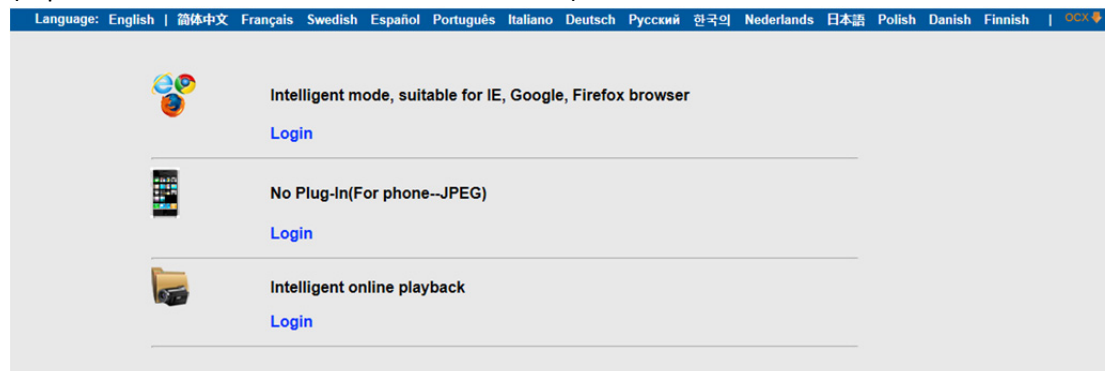 Language: English | 简体中文 Français Swedish Español Português Italiano Deutsch Русский 한국의 Nederlands 日本語 Polish Danish Finnish | OCX
Intelligent mode, suitable for IE, Google, Firefox browser
Login
No Plug-In(For phone--JPEG)
Login
Intelligent online playback
Login